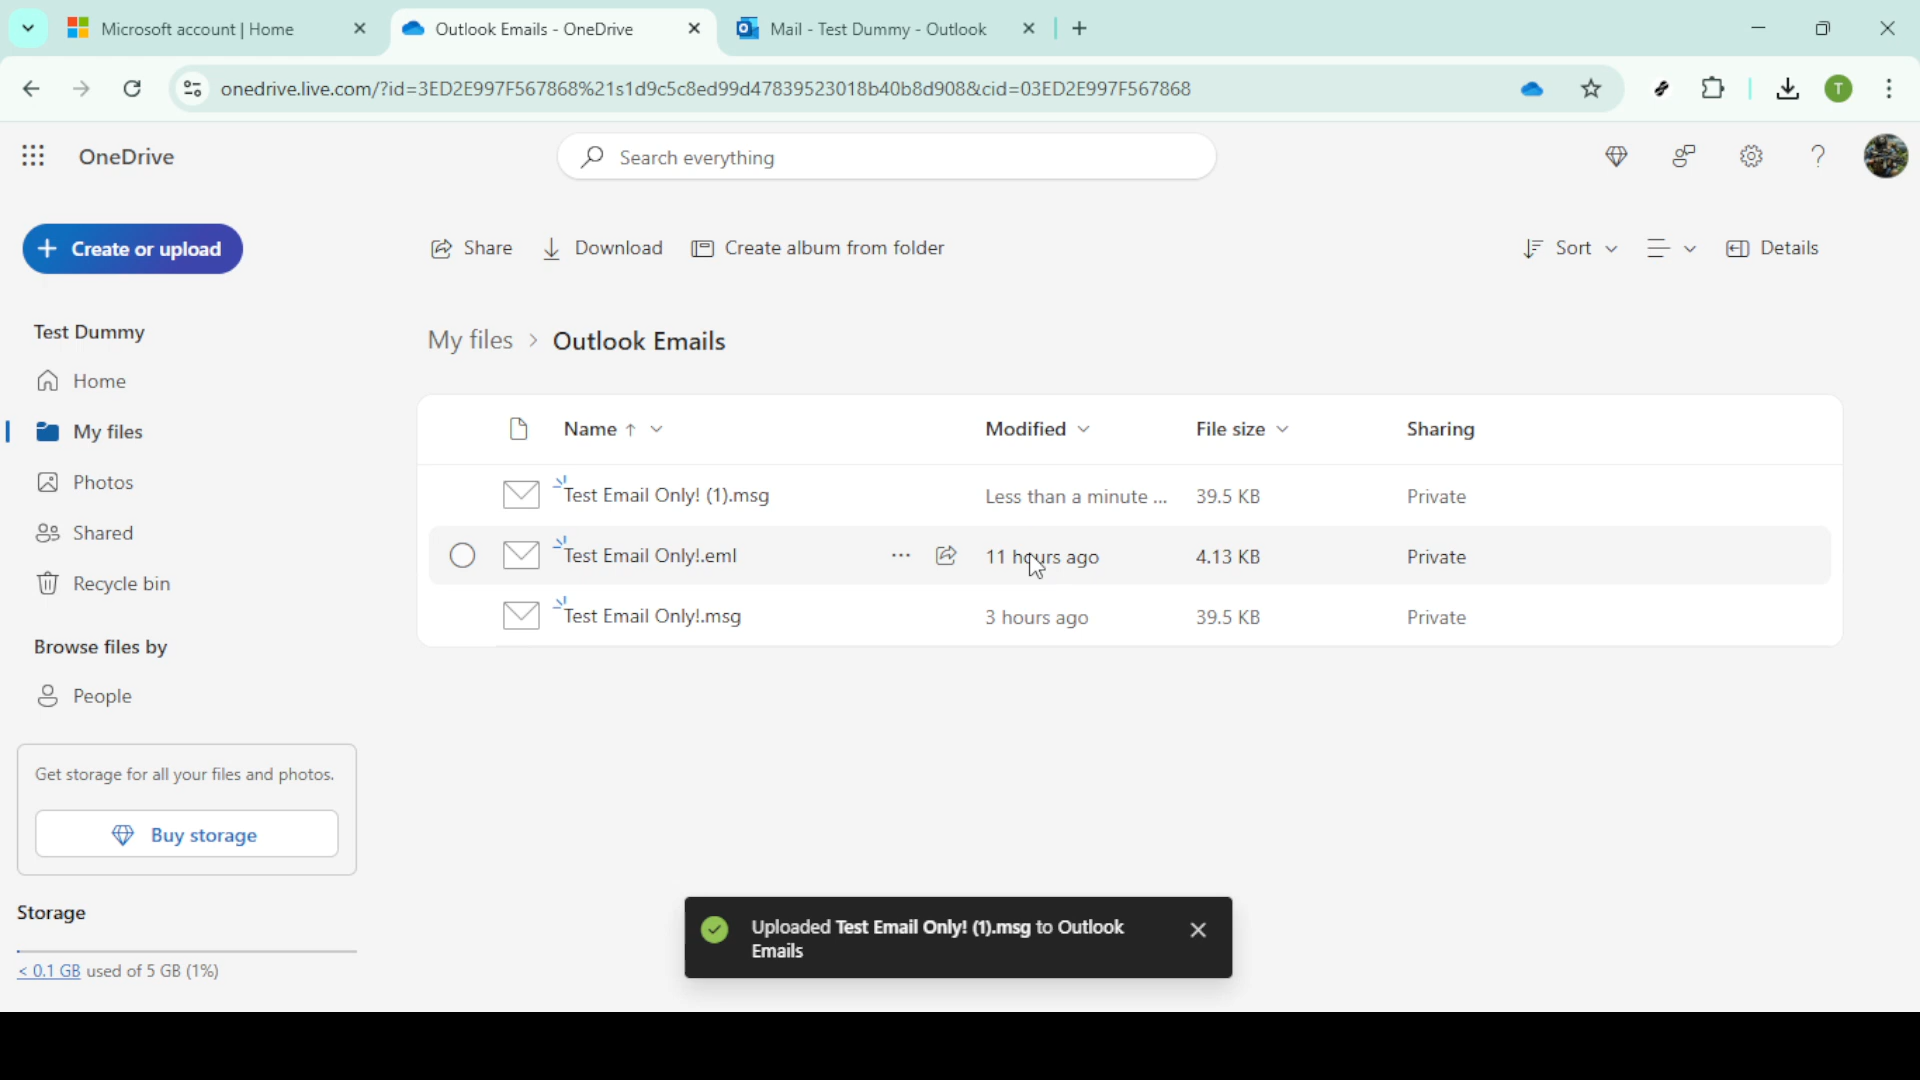 Microsoft account | Home
Outlook Emails - OneDrive
Mail - Test Dummy - Outlook
onedrive.live.com/?id=3ED2E997F567868%21s1d9c5c8ed99d47839523018b40b8d908&cid=03ED2E997F567868
T
OneDrive
Search everything
Create or upload
Share
Download
Create album from folder
Sort
Details
Test Dummy
Home
My files
Photos
Shared
Recycle bin
Browse files by
People
Get storage for all your files and photos.
Buy storage
Storage
< 0.1 GB used of 5 GB (1%)
My files > Outlook Emails
Name ↑ Modified File size Sharing
Test Email Only! (1).msg Less than a minute ... 39.5 KB Private
Test Email Only!.eml ... 11 hours ago 4.13 KB Private
Test Email Only!.msg 3 hours ago 39.5 KB Private
Uploaded Test Email Only! (1).msg to Outlook
Emails